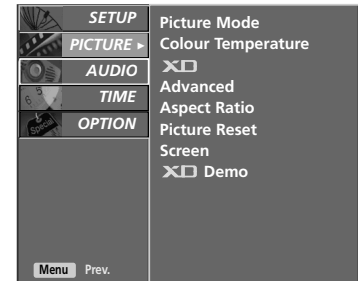 SETUP
PICTURE ►
AUDIO
TIME
OPTION
Picture Mode
Colour Temperature
XD
Advanced
Aspect Ratio
Picture Reset
Screen
XD Demo
Menu Prev.